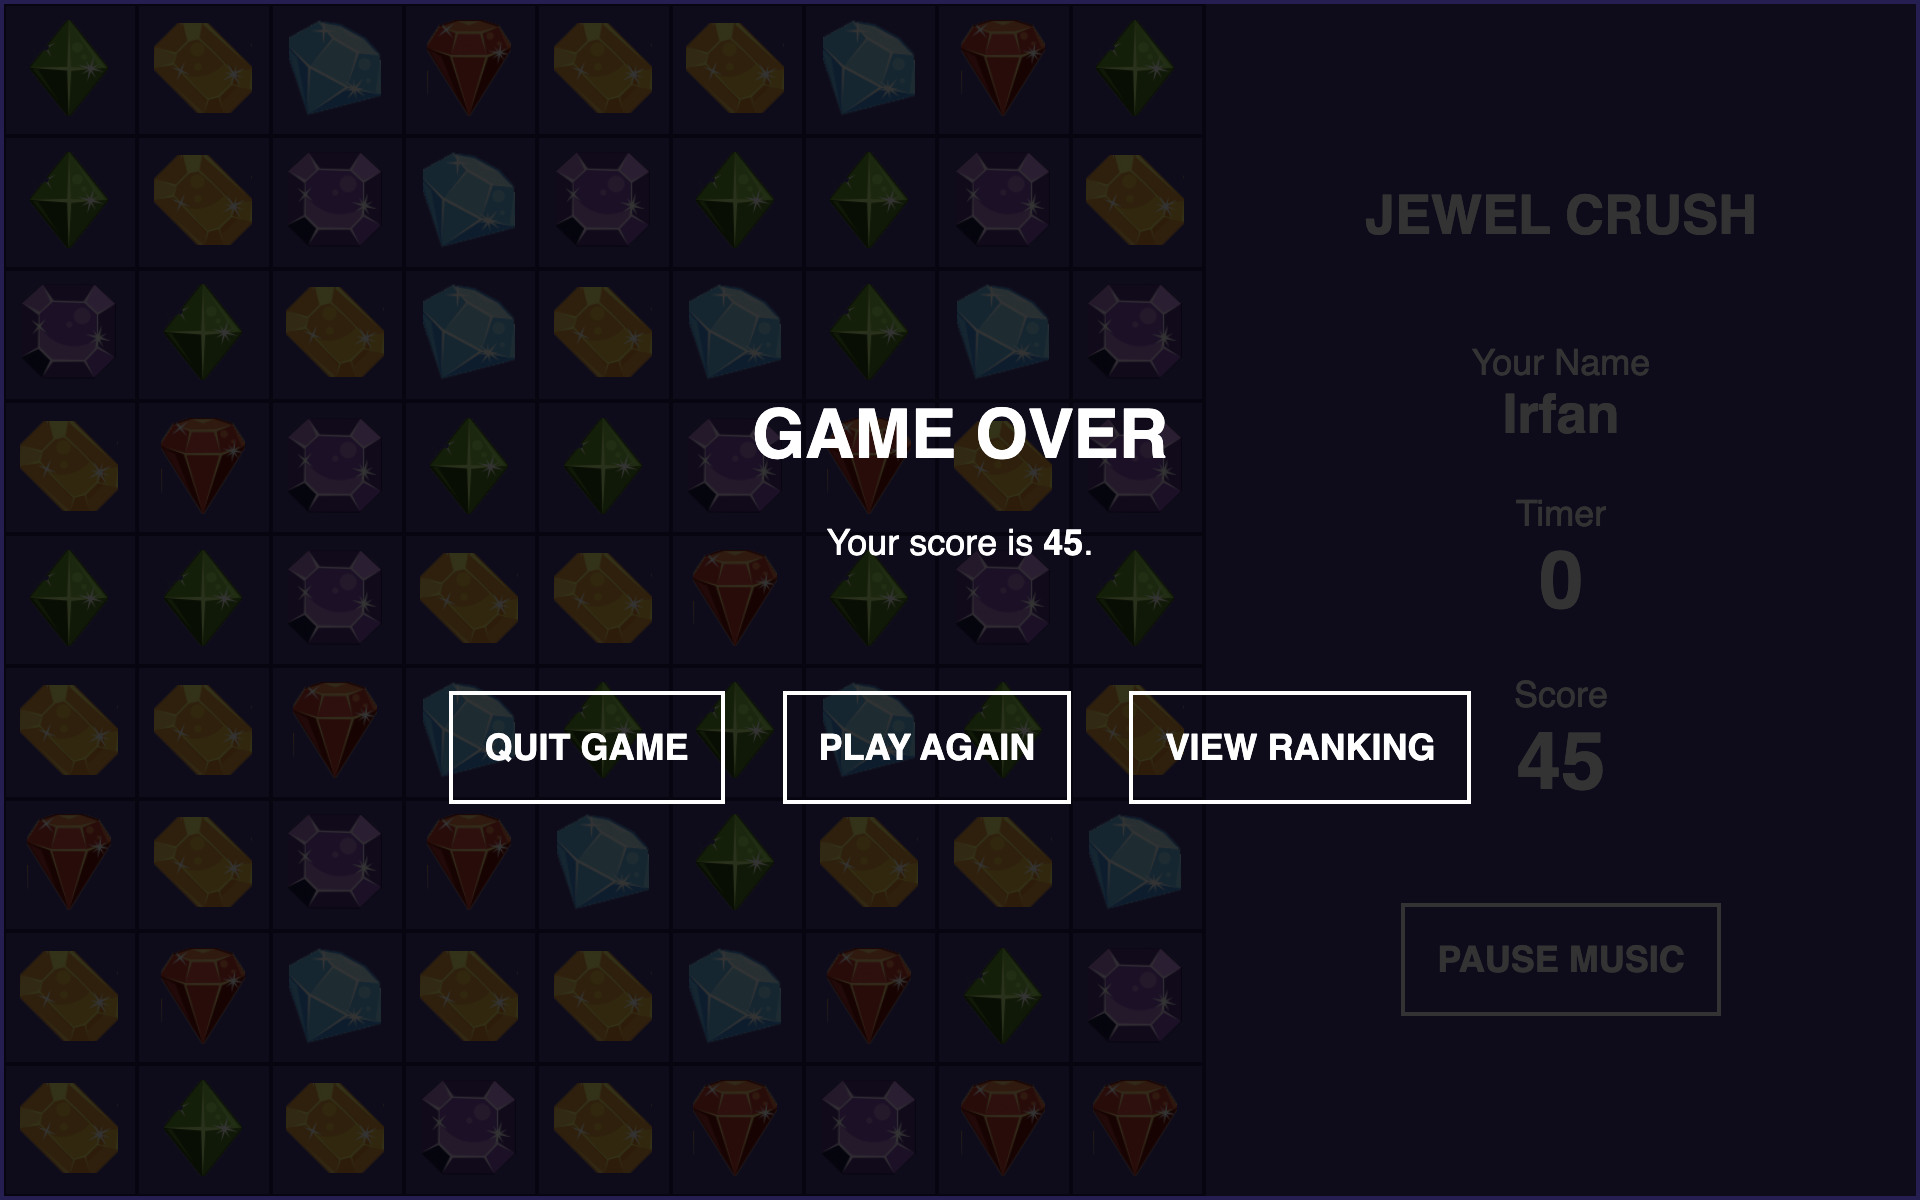 JEWEL CRUSH
Your Name
Irfan
Timer
0
Score
45
PAUSE MUSIC
GAME OVER
Your score is 45.
QUIT GAME
PLAY AGAIN
VIEW RANKING